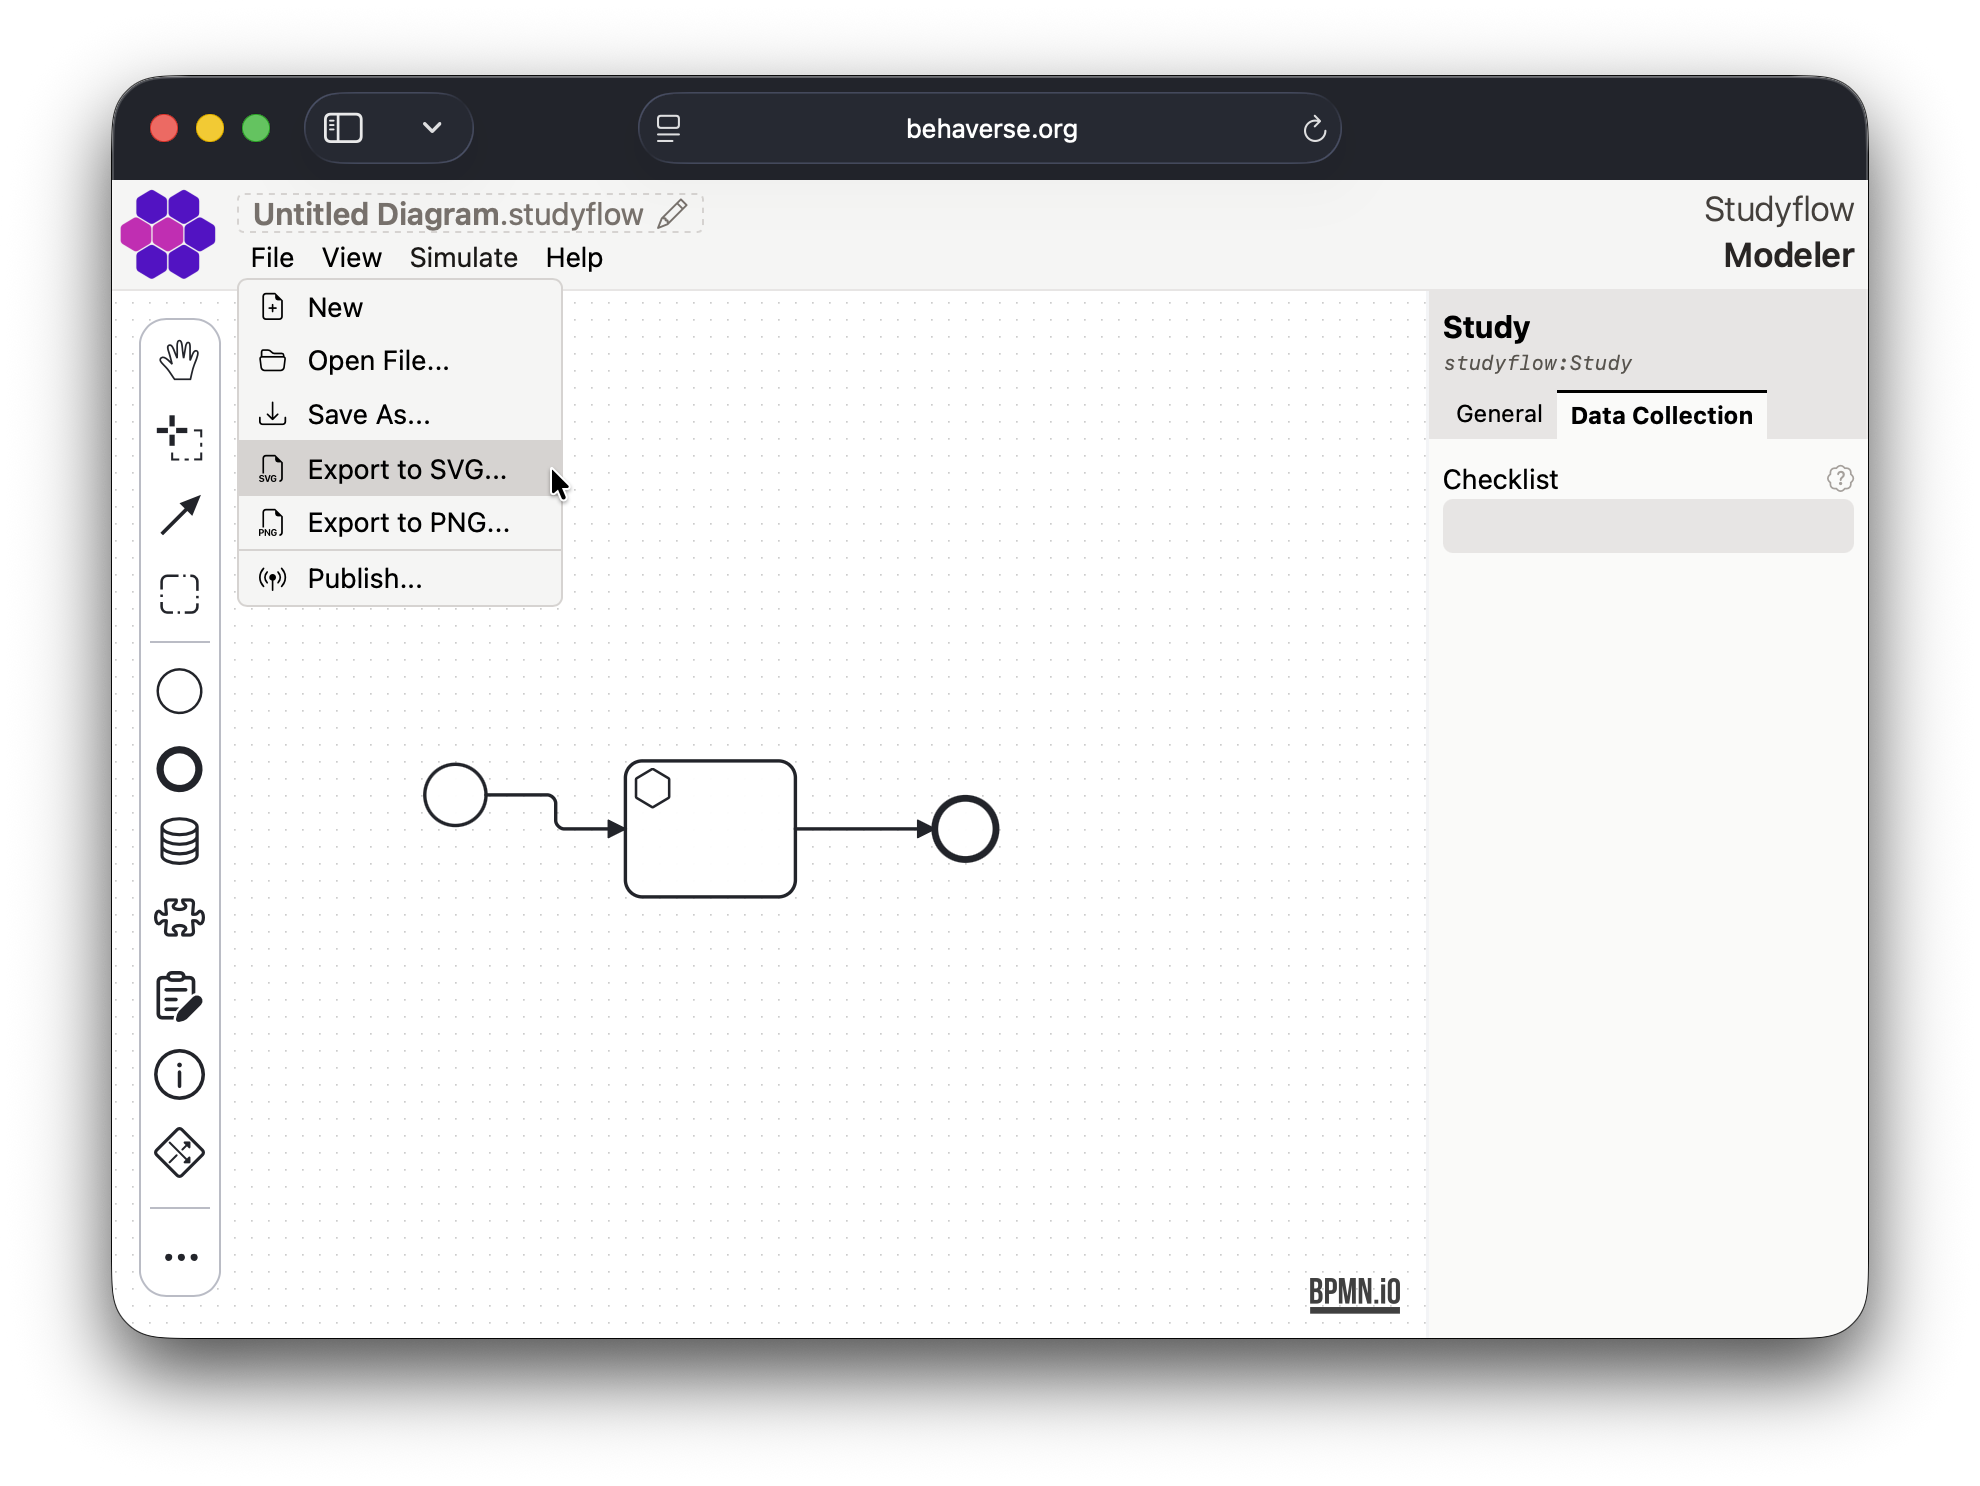 behaverse.org
Untitled Diagram.studyflow
File View Simulate Help
Studyflow
Modeler
New
Open File...
Save As...
SVG Export to SVG...
PNG Export to PNG...
Publish...
Study
studyflow:Study
General Data Collection
Checklist ?
BPMN.iO